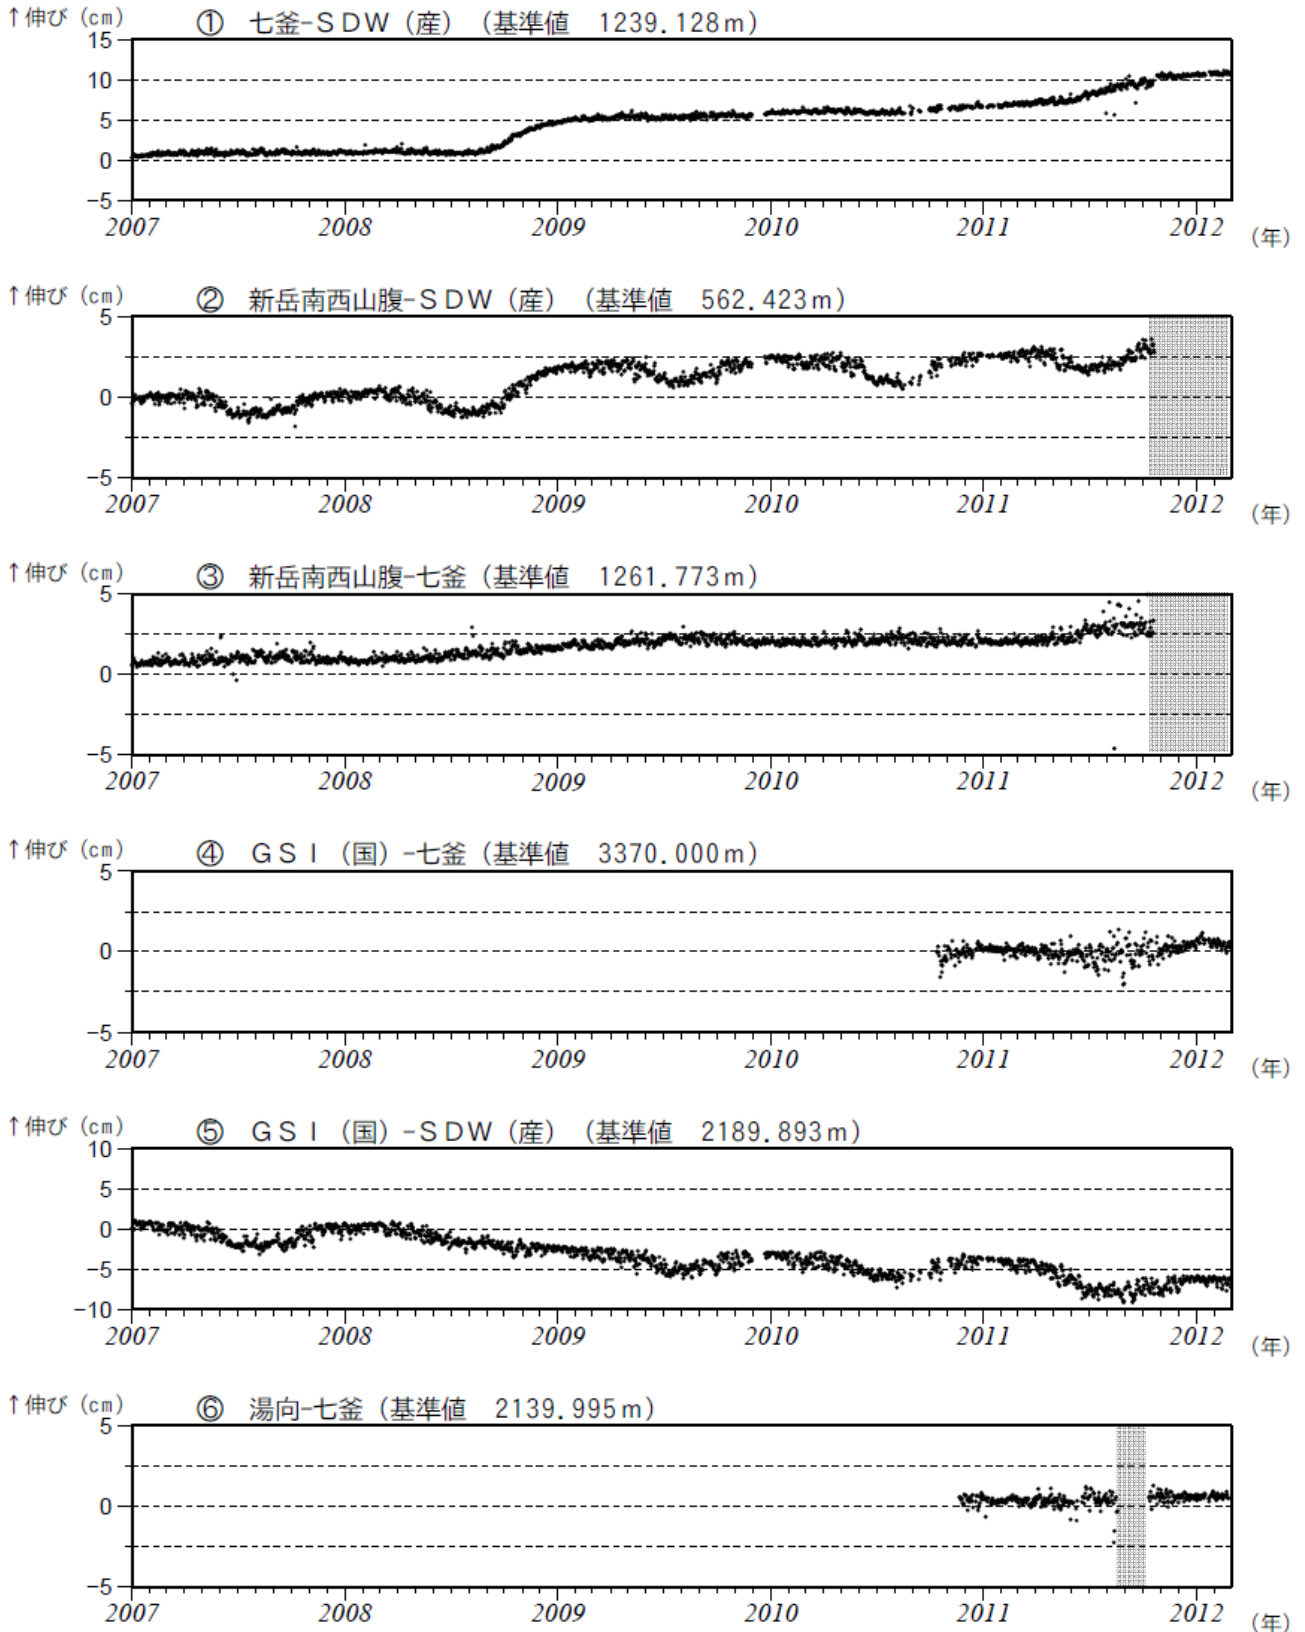 ↑伸び（cm） ①　七釜-ＳＤＷ（産）（基準値　1239.128ｍ）
15
10
5
0
-5
2007 2008 2009 2010 2011 2012 （年）
↑伸び（cm） ②　新岳南西山腹-ＳＤＷ（産）（基準値　562.423ｍ）
5
0
-5
2007 2008 2009 2010 2011 2012 （年）
↑伸び（cm） ③　新岳南西山腹-七釜（基準値　1261.773ｍ）
5
0
-5
2007 2008 2009 2010 2011 2012 （年）
↑伸び（cm） ④　ＧＳＩ（国）-七釜（基準値　3370.000ｍ）
5
0
-5
2007 2008 2009 2010 2011 2012 （年）
↑伸び（cm） ⑤　ＧＳＩ（国）-ＳＤＷ（産）（基準値　2189.893ｍ）
10
5
0
-5
-10
2007 2008 2009 2010 2011 2012 （年）
↑伸び（cm） ⑥　湯向-七釜（基準値　2139.995ｍ）
5
0
-5
2007 2008 2009 2010 2011 2012 （年）